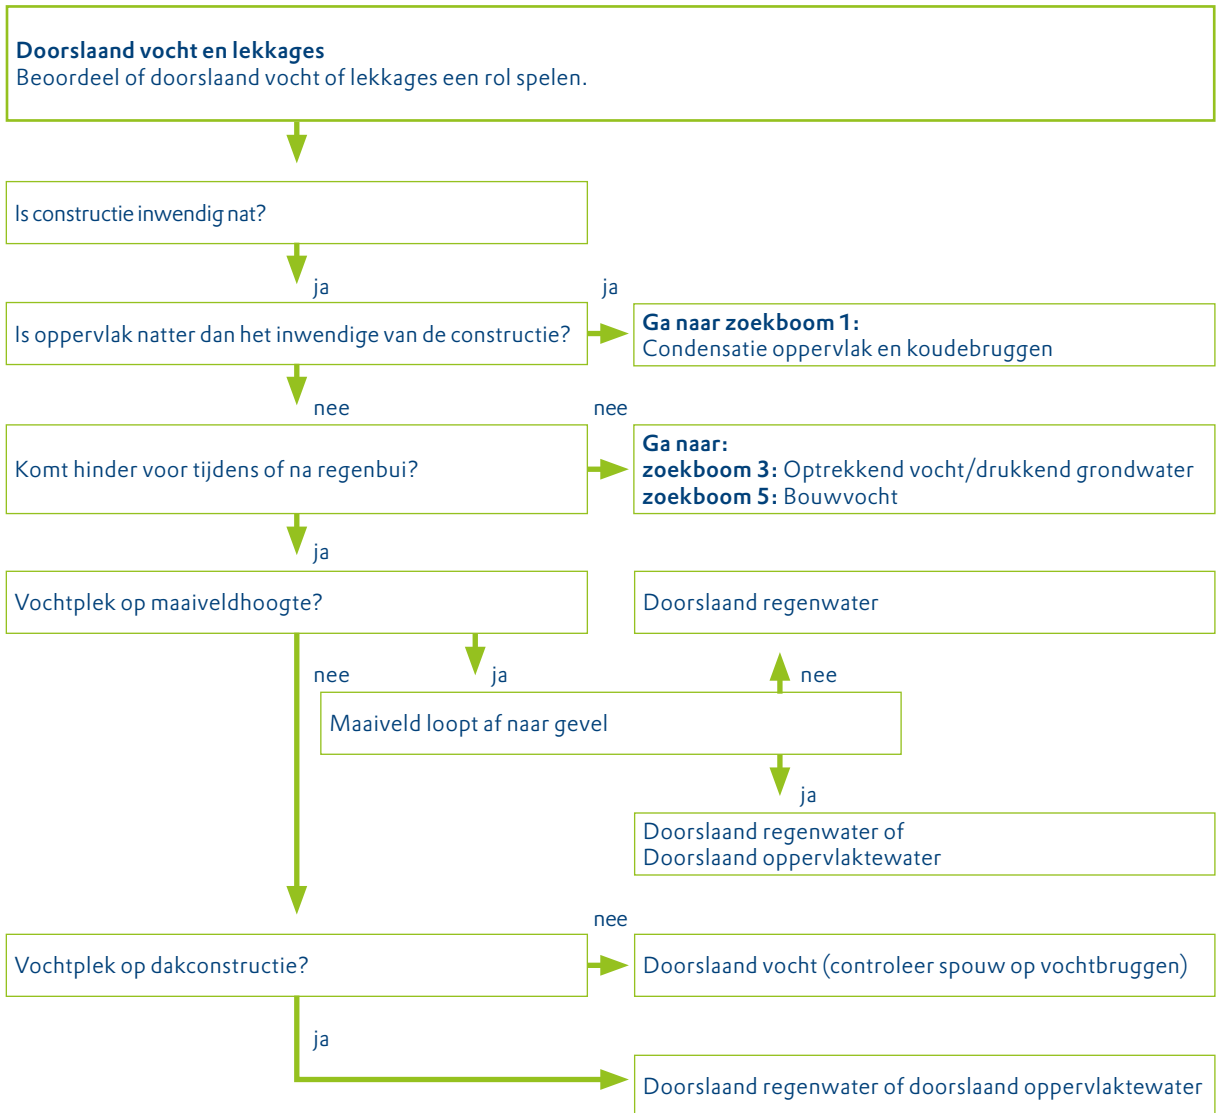 Doorslaand vocht en lekkages
Beoordeel of doorslaand vocht of lekkages een rol spelen.
Is constructie inwendig nat?
ja
ja
Is oppervlak natter dan het inwendige van de constructie?
Ga naar zoekboom 1:
Condensatie oppervlak en koudebruggen
nee
nee
Komt hinder voor tijdens of na regenbui?
Ga naar:
zoekboom 3: Optrekkend vocht/drukkend grondwater
zoekboom 5: Bouwvocht
ja
Vochtplek op maaiveldhoogte?
Doorslaand regenwater
nee
ja
nee
Maaiveld loopt af naar gevel
ja
Doorslaand regenwater of
Doorslaand oppervlaktewater
nee
Vochtplek op dakconstructie?
Doorslaand vocht (controleer spouw op vochtbruggen)
ja
Doorslaand regenwater of doorslaand oppervlaktewater